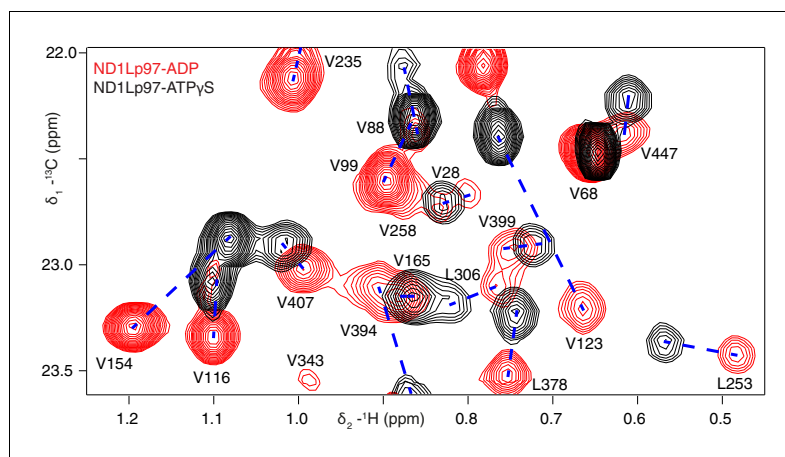 22.0
ND1Lp97-ADP
ND1Lp97-ATPγS
V235
V88
V447
V99
V28
V68
V258
V399
23.0
V165
L306
V407
V394
V123
V154
V343
V116
L378
L253
23.5
δ1 -13C (ppm)
1.2 1.1 1.0 δ2 -1H (ppm) 0.8 0.7 0.6 0.5